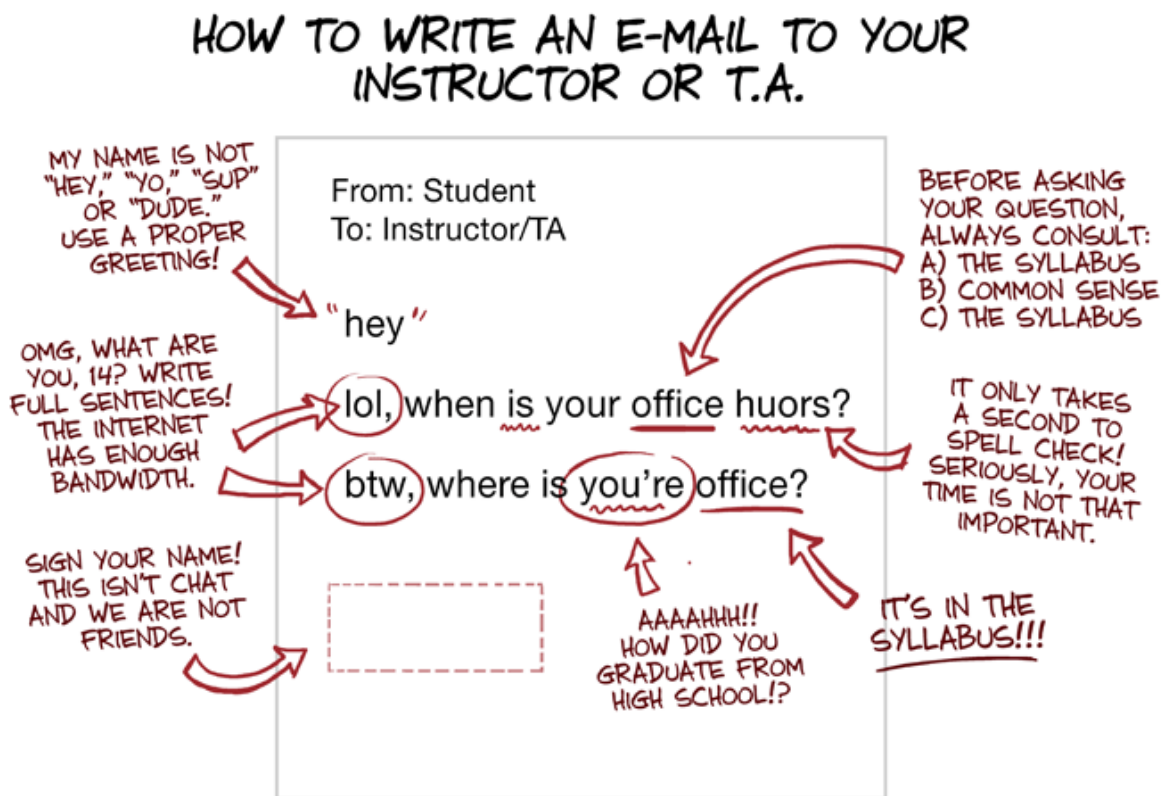 HOW TO WRITE AN E-MAIL TO YOUR
INSTRUCTOR OR T.A.
MY NAME IS NOT
"HEY," "YO," "SUP"
OR "DUDE."
USE A PROPER
GREETING!
From: Student
To: Instructor/TA
BEFORE ASKING
YOUR QUESTION,
ALWAYS CONSULT:
A) THE SYLLABUS
B) COMMON SENSE
C) THE SYLLABUS
"hey"
OMG, WHAT ARE
YOU, 14? WRITE
FULL SENTENCES!
THE INTERNET
HAS ENOUGH
BANDWIDTH.
lol, when is your office huors?
btw, where is you're office?
IT ONLY TAKES
A SECOND TO
SPELL CHECK!
SERIOUSLY, YOUR
TIME IS NOT THAT
IMPORTANT.
SIGN YOUR NAME!
THIS ISN'T CHAT
AND WE ARE NOT
FRIENDS.
AAAAHHH!!
HOW DID YOU
GRADUATE FROM
HIGH SCHOOL!?
IT'S IN THE
SYLLABUS!!!